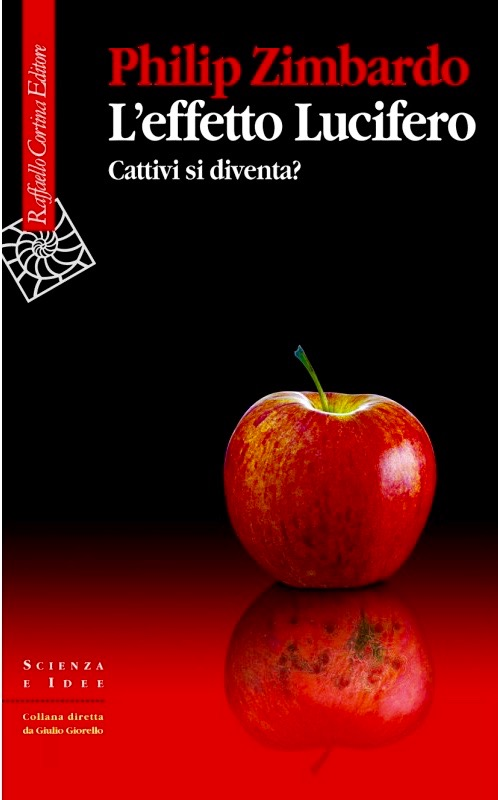 Raffaello Cortina Editore
Philip Zimbardo
L'effetto Lucifero
Cattivi si diventa?
SCIENZA
E IDEE
Collana diretta
da Giulio Giorello